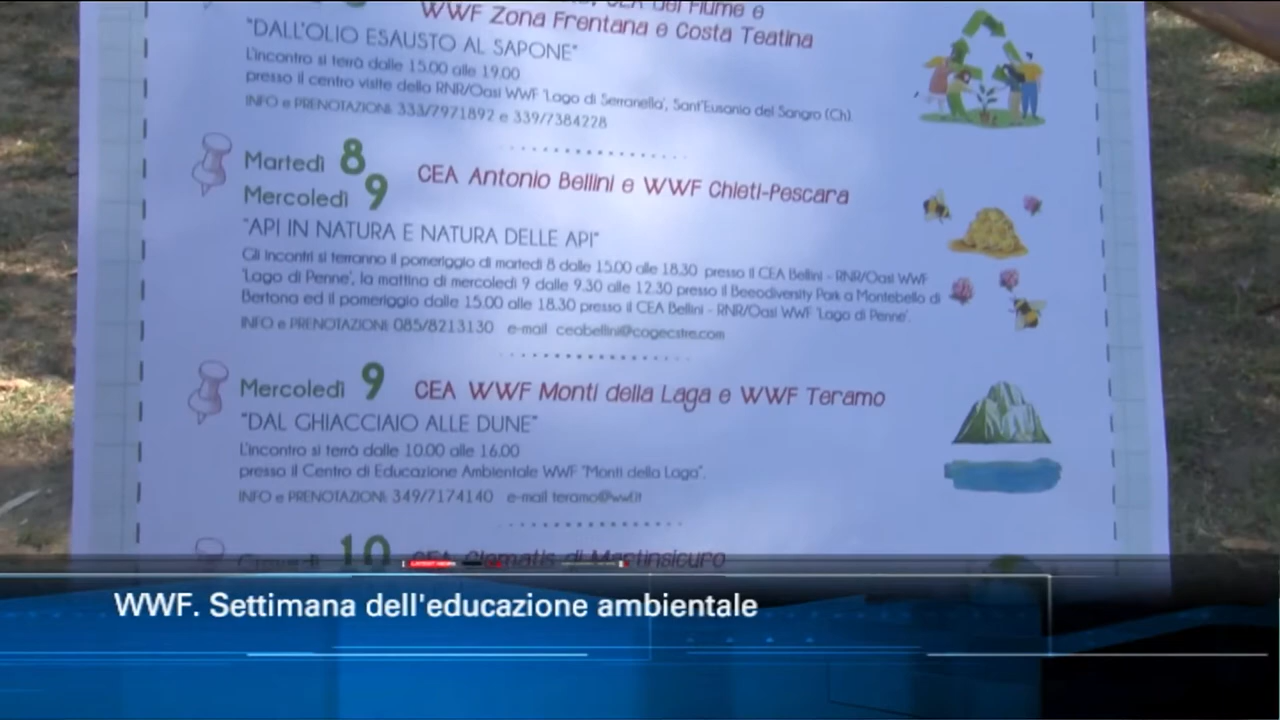 CEA del Fiume e
WWF Zona Frentana e Costa Teatina
"DALL'OLIO ESAUSTO AL SAPONE"
L'incontro si terrà dalle 15.00 alle 19.00
presso il centro visite della RNR/Oasi WWF 'Lago di Serranella', Sant'Eusanio del Sangro (Ch)
INFO e PRENOTAZIONI: 333/7971892 e 339/7384228
Martedì 8
Mercoledì 9
CEA Antonio Bellini e WWF Chieti-Pescara
"API IN NATURA E NATURA DELLE API"
Gli incontri si terranno il pomeriggio di martedì 8 dalle 15.00 alle 18.30 presso il CEA Bellini - RNR/Oasi WWF
'Lago di Penne', la mattina di mercoledì 9 dalle 9.30 alle 12.30 presso il Beeodiversity Park a Montebello di
Bertona ed il pomeriggio dalle 15.00 alle 18.30 presso il CEA Bellini - RNR/Oasi WWF 'Lago di Penne'.
INFO e PRENOTAZIONI: 085/8213130 e-mail ceabellini@cogecstre.com
Mercoledì 9 CEA WWF Monti della Laga e WWF Teramo
"DAL GHIACCIAIO ALLE DUNE"
L'incontro si terrà dalle 10.00 alle 16.00
presso il Centro di Educazione Ambientale WWF "Monti della Laga".
INFO e PRENOTAZIONI: 349/7174140 e-mail teramo@wwf.it
10 CEA Clematis di Martinsicuro
LATEST NEWS
WWF. Settimana dell'educazione ambientale